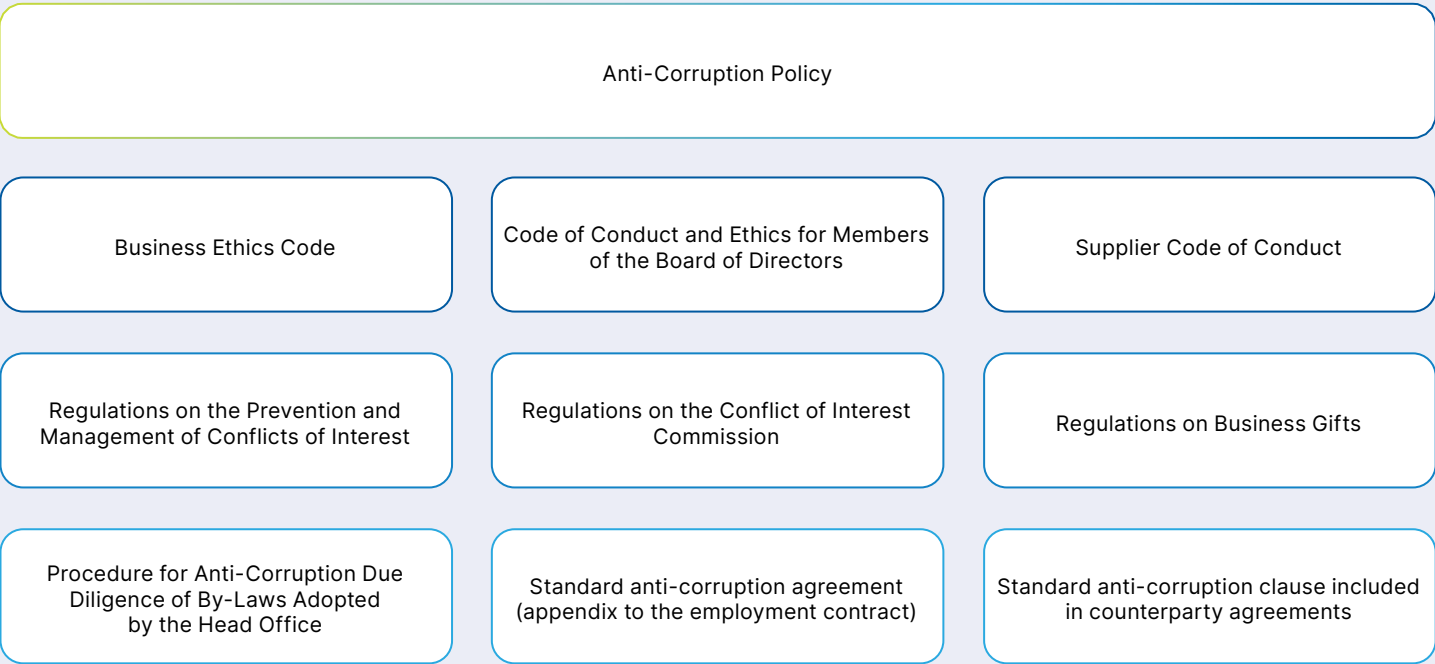 Anti-Corruption Policy
Business Ethics Code
Code of Conduct and Ethics for Members
of the Board of Directors
Supplier Code of Conduct
Regulations on the Prevention and
Management of Conflicts of Interest
Regulations on the Conflict of Interest
Commission
Regulations on Business Gifts
Procedure for Anti-Corruption Due
Diligence of By-Laws Adopted
by the Head Office
Standard anti-corruption agreement
(appendix to the employment contract)
Standard anti-corruption clause included
in counterparty agreements